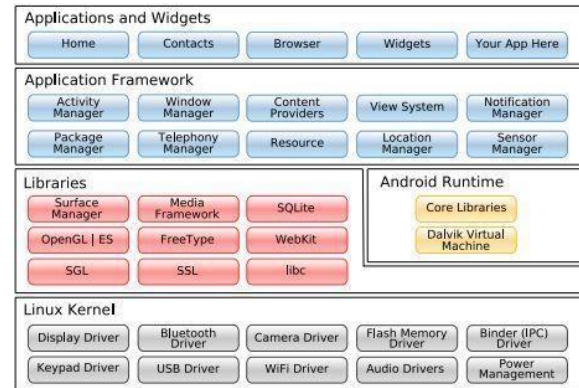 Applications and Widgets
Home
Contacts
Browser
Widgets
Your App Here
Application Framework
Activity
Manager
Window
Manager
Content
Providers
View System
Notification
Manager
Package
Manager
Telephony
Manager
Resource
Location
Manager
Sensor
Manager
Libraries
Surface
Manager
Media
Framework
SQLite
OpenGL | ES
FreeType
WebKit
SGL
SSL
libc
Android Runtime
Core Libraries
Dalvik Virtual
Machine
Linux Kernel
Display Driver
Bluetooth
Driver
Camera Driver
Flash Memory
Driver
Binder (IPC)
Driver
Keypad Driver
USB Driver
WiFi Driver
Audio Drivers
Power
Management